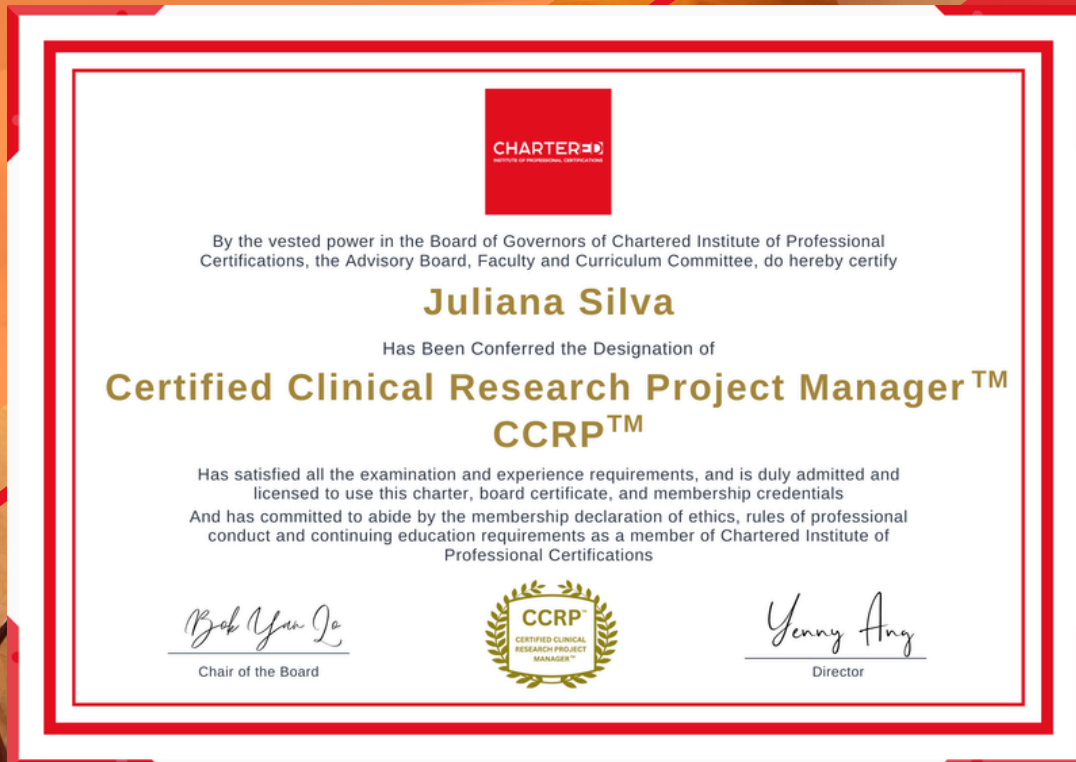 CHARTERED
INSTITUTE OF PROFESSIONAL CERTIFICATIONS
By the vested power in the Board of Governors of Chartered Institute of Professional
Certifications, the Advisory Board, Faculty and Curriculum Committee, do hereby certify
Juliana Silva
Has Been Conferred the Designation of
Certified Clinical Research Project Manager™
CCRP™
Has satisfied all the examination and experience requirements, and is duly admitted and
licensed to use this charter, board certificate, and membership credentials
And has committed to abide by the membership declaration of ethics, rules of professional
conduct and continuing education requirements as a member of Chartered Institute of
Professional Certifications
Bok Yan Lo
Chair of the Board
CCRP™
CERTIFIED CLINICAL
RESEARCH PROJECT
MANAGER™
Yenny Ang
Director